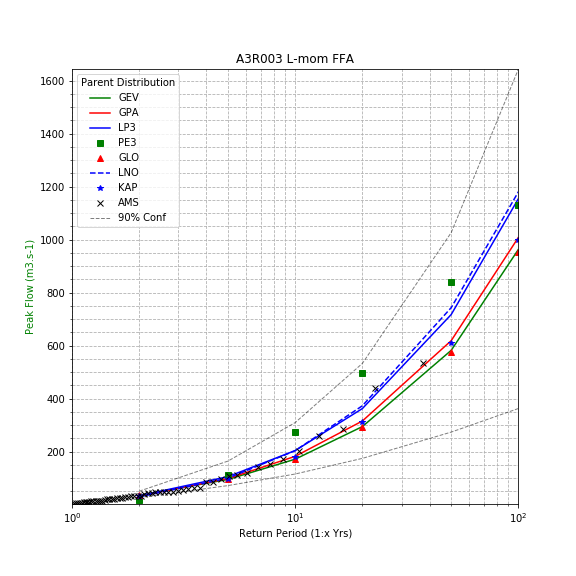 A3R003 L-mom FFA
Parent Distribution
GEV
GPA
LP3
PE3
GLO
LNO
KAP
AMS
90% Conf
Peak Flow (m3.s-1)
1600
1400
1200
1000
800
600
400
200
10⁰
10¹
10²
Return Period (1:x Yrs)